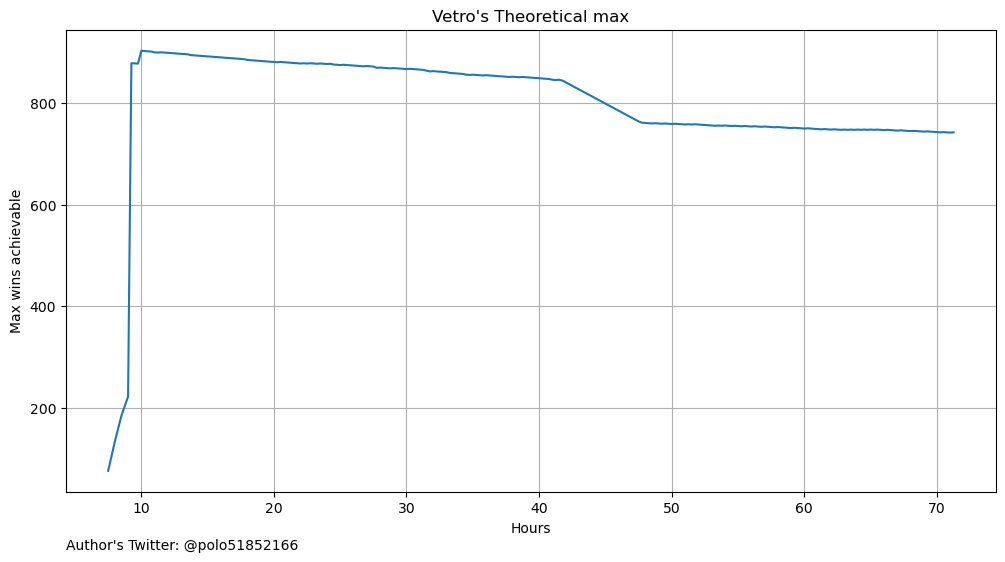 Vetro's Theoretical max
Max wins achievable
800
600
400
200
10 20 30 40 50 60 70
Hours
Author's Twitter: @polo51852166